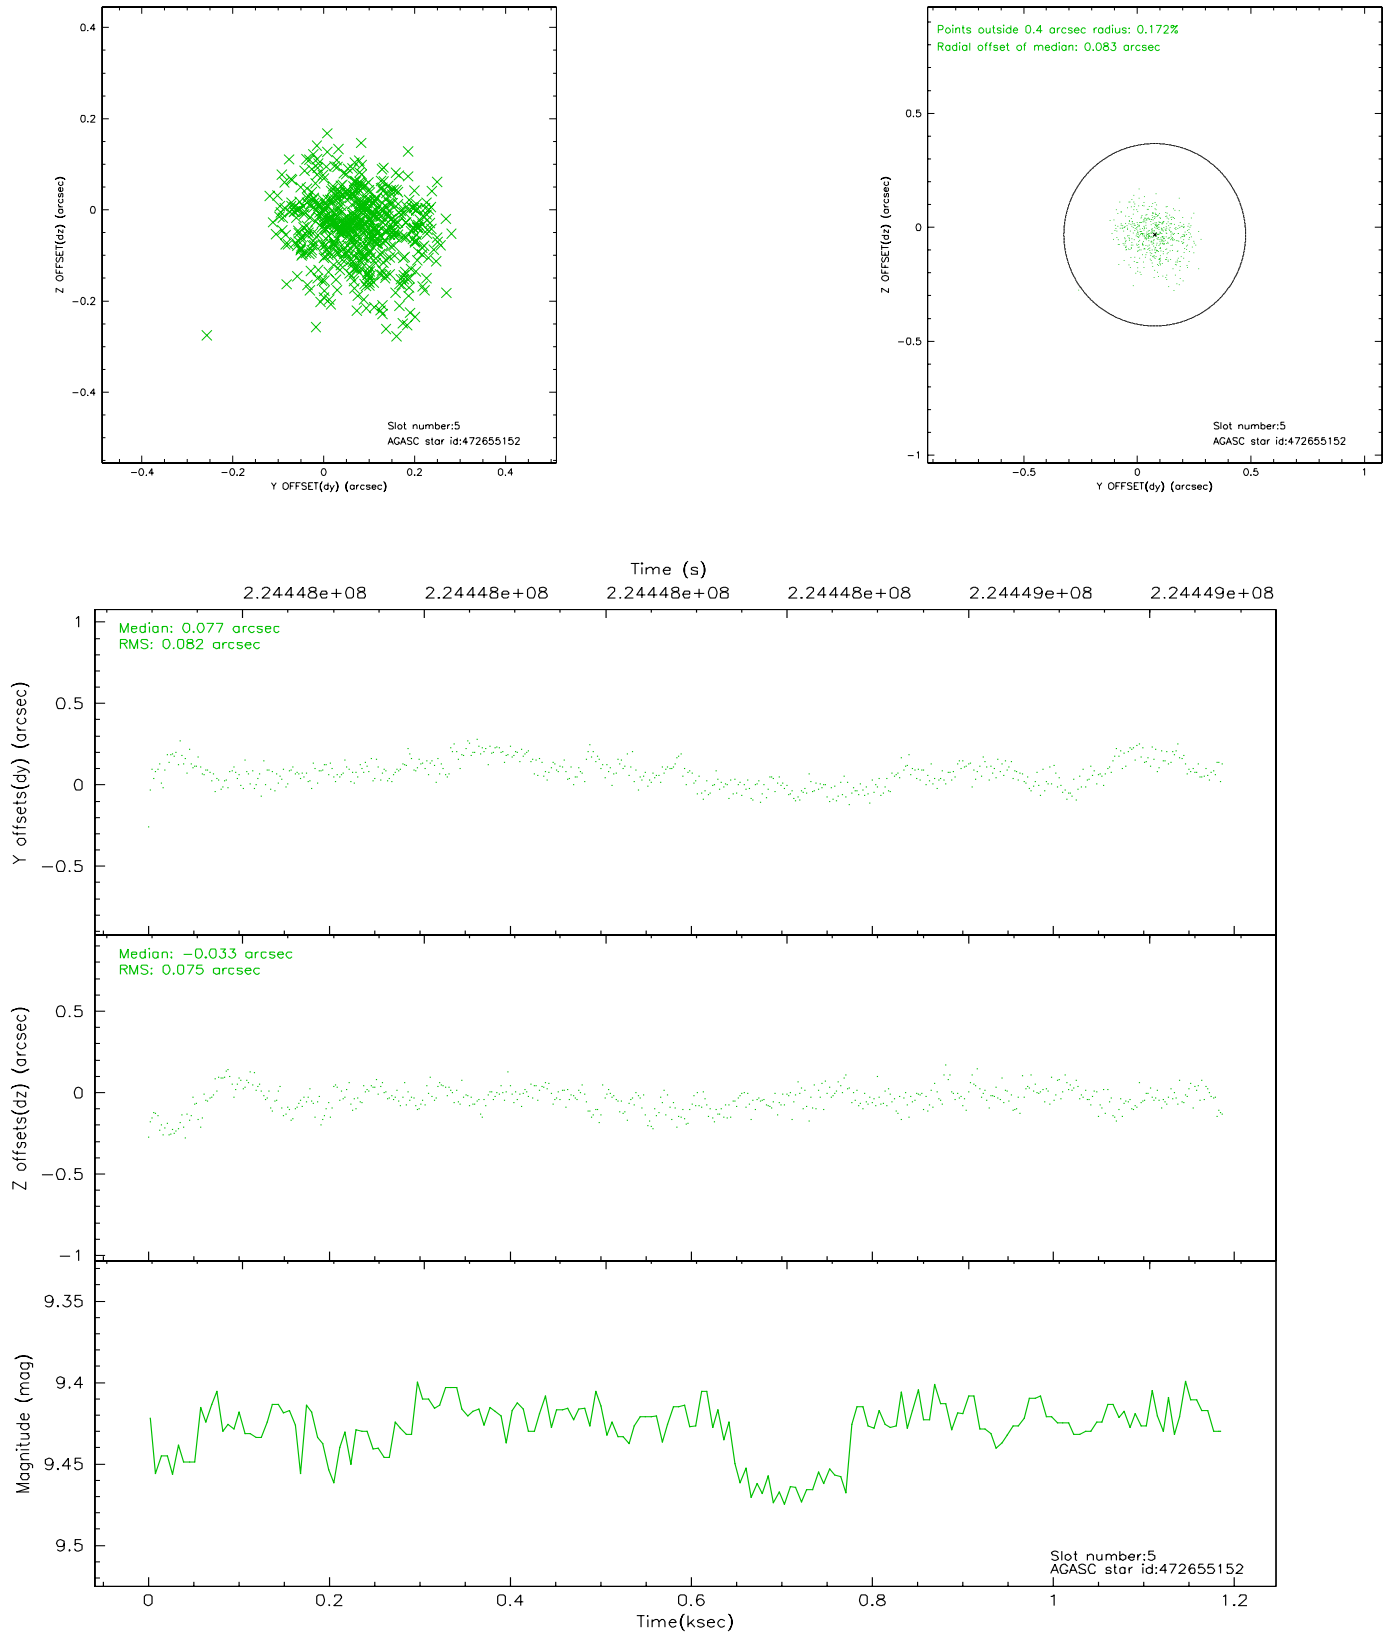 0.4
0.2
0
-0.2
-0.4
Z OFFSET(dz) (arcsec)
Slot number:5
AGASC star id:472655152
-0.4 -0.2 0 0.2 0.4
Y OFFSET(dy) (arcsec)
Points outside 0.4 arcsec radius: 0.172%
Radial offset of median: 0.083 arcsec
0.5
0
-0.5
-1
Z OFFSET(dz) (arcsec)
Slot number:5
AGASC star id:472655152
-0.5 0 0.5 1
Y OFFSET(dy) (arcsec)
Time (s)
2.24448e+08 2.24448e+08 2.24448e+08 2.24448e+08 2.24449e+08 2.24449e+08
Median: 0.077 arcsec
RMS: 0.082 arcsec
1
0.5
0
-0.5
Y offsets(dy) (arcsec)
Median: -0.033 arcsec
RMS: 0.075 arcsec
0.5
0
-0.5
-1
Z offsets(dz) (arcsec)
9.35
9.4
9.45
9.5
Magnitude (mag)
Slot number:5
AGASC star id:472655152
0 0.2 0.4 0.6 0.8 1 1.2
Time(ksec)